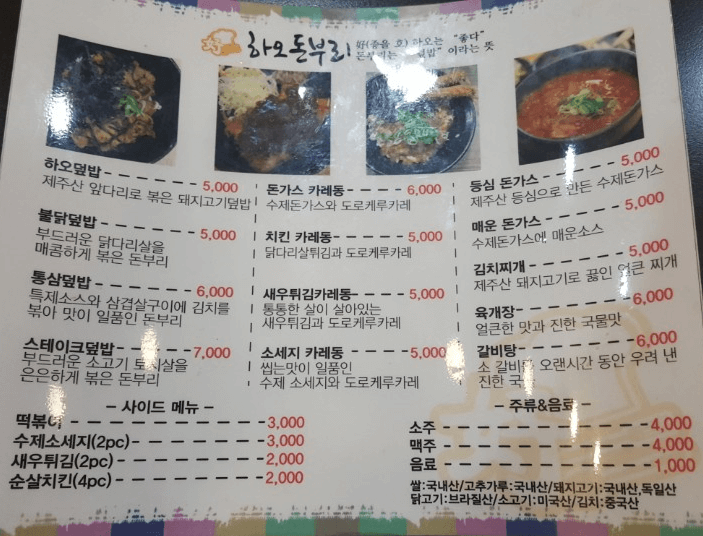 하오돈부리
好(좋을 호) 하오는 "좋다"
돈부리는 "덮밥" 이라는 뜻
하오덮밥 5,000
제주산 앞다리로 볶은 돼지고기덮밥
불닭덮밥 5,000
부드러운 닭다리살을
매콤하게 볶은 돈부리
통삼덮밥 6,000
특제소스와 삼겹살구이에 김치를
볶아 맛이 일품인 돈부리
스테이크덮밥 7,000
부드러운 소고기 토시살을
은은하게 볶은 돈부리
돈가스 카레동 6,000
수제돈가스와 도로케루카레
치킨 카레동 5,000
닭다리살튀김과 도로케루카레
새우튀김카레동 5,000
통통한 살이 살아있는
새우튀김과 도로케루카레
소세지 카레동 5,000
씹는맛이 일품인
수제 소세지와 도로케루카레
등심 돈가스 5,000
제주산 등심으로 만든 수제돈가스
매운 돈가스 5,000
수제돈가스에 매운소스
김치찌개 5,000
제주산 돼지고기로 끓인 얼큰 찌개
육개장 6,000
얼큰한 맛과 진한 국물맛
갈비탕 6,000
소 갈비를 오랜시간 동안 우려 낸
진한 국
– 사이드 메뉴 –
떡볶이 3,000
수제소세지(2pc) 3,000
새우튀김(2pc) 2,000
순살치킨(4pc) 2,000
– 주류&음료 –
소주 4,000
맥주 4,000
음료 1,000
쌀:국내산/고추가루:국내산/돼지고기:국내산,독일산
닭고기:브라질산/소고기:미국산/김치:중국산